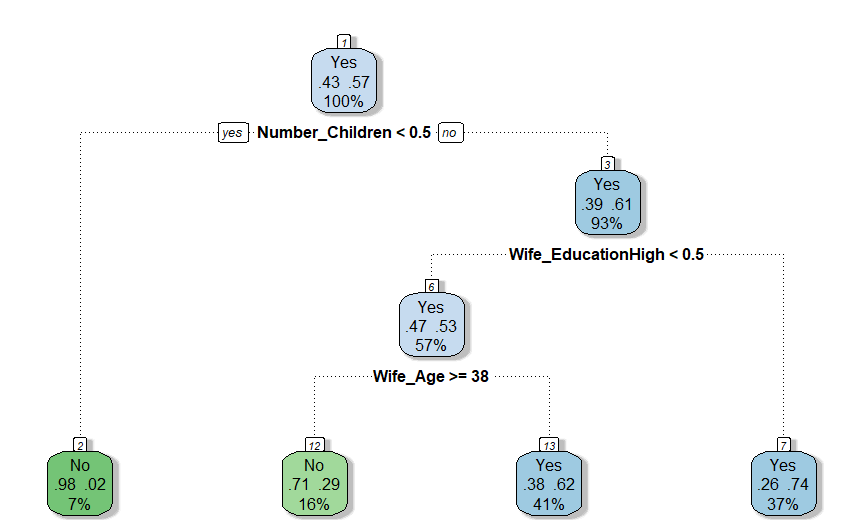 1
Yes
.43 .57
100%
yes Number_Children < 0.5 no
3
Yes
.39 .61
93%
Wife_EducationHigh < 0.5
6
Yes
.47 .53
57%
Wife_Age >= 38
2
No
.98 .02
7%
12
No
.71 .29
16%
13
Yes
.38 .62
41%
7
Yes
.26 .74
37%